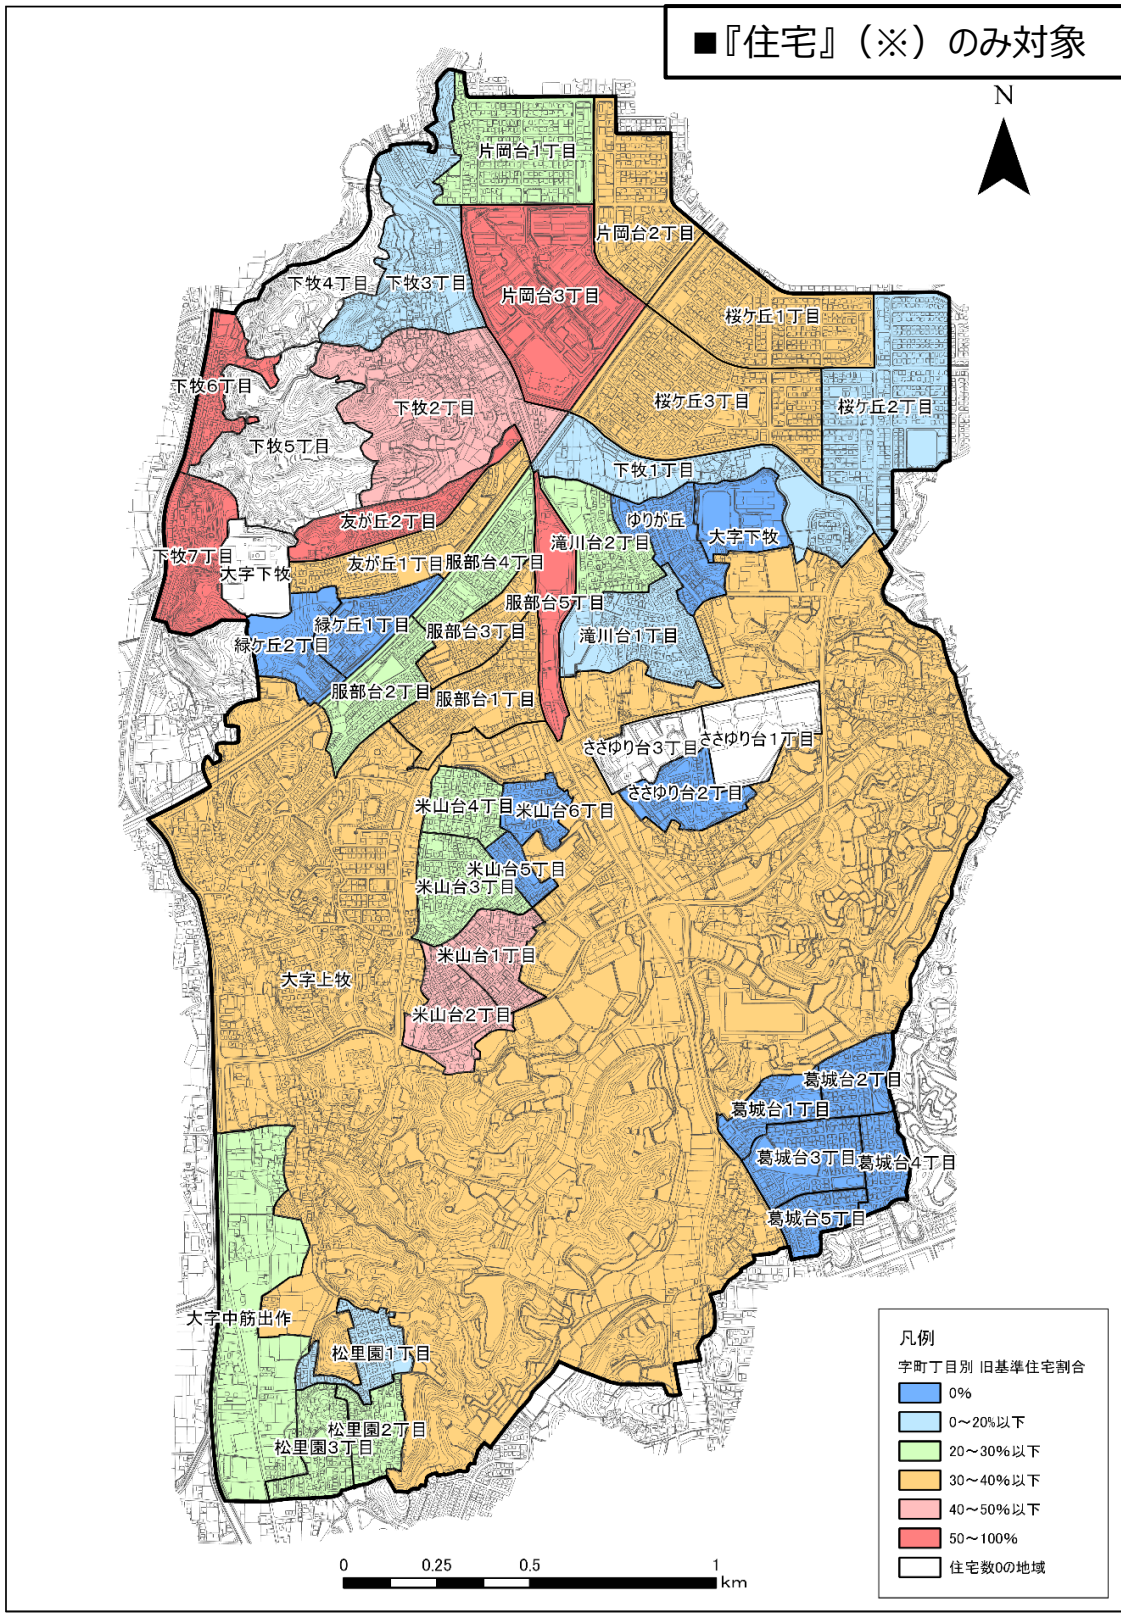 ■『住宅』（※）のみ対象
N
片岡台1丁目
片岡台2丁目
下牧4丁目
下牧3丁目
片岡台3丁目
桜ケ丘1丁目
下牧6丁目
下牧2丁目
桜ケ丘3丁目
桜ケ丘2丁目
下牧5丁目
下牧1丁目
友が丘2丁目
ゆりが丘
大字下牧
滝川台2丁目
下牧7丁目
大字下牧
友が丘1丁目
服部台4丁目
服部台5丁目
緑ケ丘1丁目
服部台3丁目
滝川台1丁目
緑ケ丘2丁目
服部台2丁目
服部台1丁目
ささゆり台3丁目
ささゆり台1丁目
ささゆり台2丁目
米山台4丁目
米山台6丁目
米山台5丁目
米山台3丁目
米山台1丁目
大字上牧
米山台2丁目
葛城台2丁目
葛城台1丁目
葛城台3丁目
葛城台4丁目
葛城台5丁目
大字中筋出作
松里園1丁目
松里園2丁目
松里園3丁目
凡例
字町丁目別 旧基準住宅割合
0%
0～20%以下
20～30%以下
30～40%以下
40～50%以下
50～100%
住宅数0の地域
0 0.25 0.5 1
km